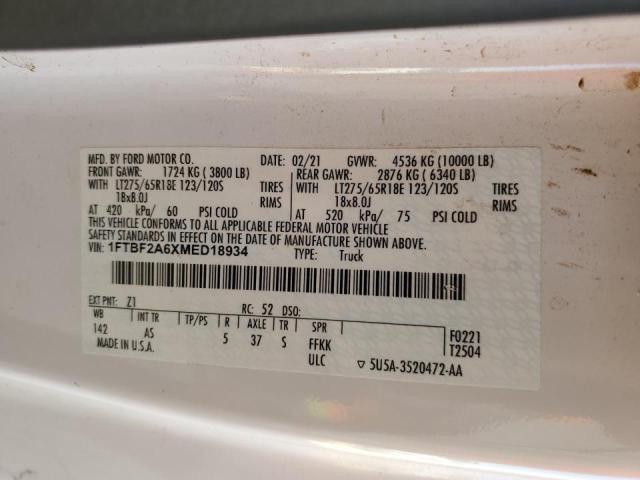 MFD. BY FORD MOTOR CO. DATE: 02/21 GVWR: 4536 KG (10000 LB)
FRONT GAWR: 1724 KG ( 3800 LB) REAR GAWR: 2876 KG ( 6340 LB)
WITH LT275/65R18E 123/120S TIRES WITH LT275/65R18E 123/120S TIRES
18x8.0J RIMS 18x8.0J RIMS
AT 420 kPa/ 60 PSI COLD AT 520 kPa/ 75 PSI COLD
THIS VEHICLE CONFORMS TO ALL APPLICABLE FEDERAL MOTOR VEHICLE
SAFETY STANDARDS IN EFFECT ON THE DATE OF MANUFACTURE SHOWN ABOVE.
VIN: 1FTBF2A6XMED18934 TYPE: Truck
EXT PNT: Z1 RC: 52 DSO:
WB INT TR TP/PS R AXLE TR SPR F0221
142 AS 5 37 S FFKK T2504
MADE IN U.S.A. ULC ▽ 5U5A-3520472-AA